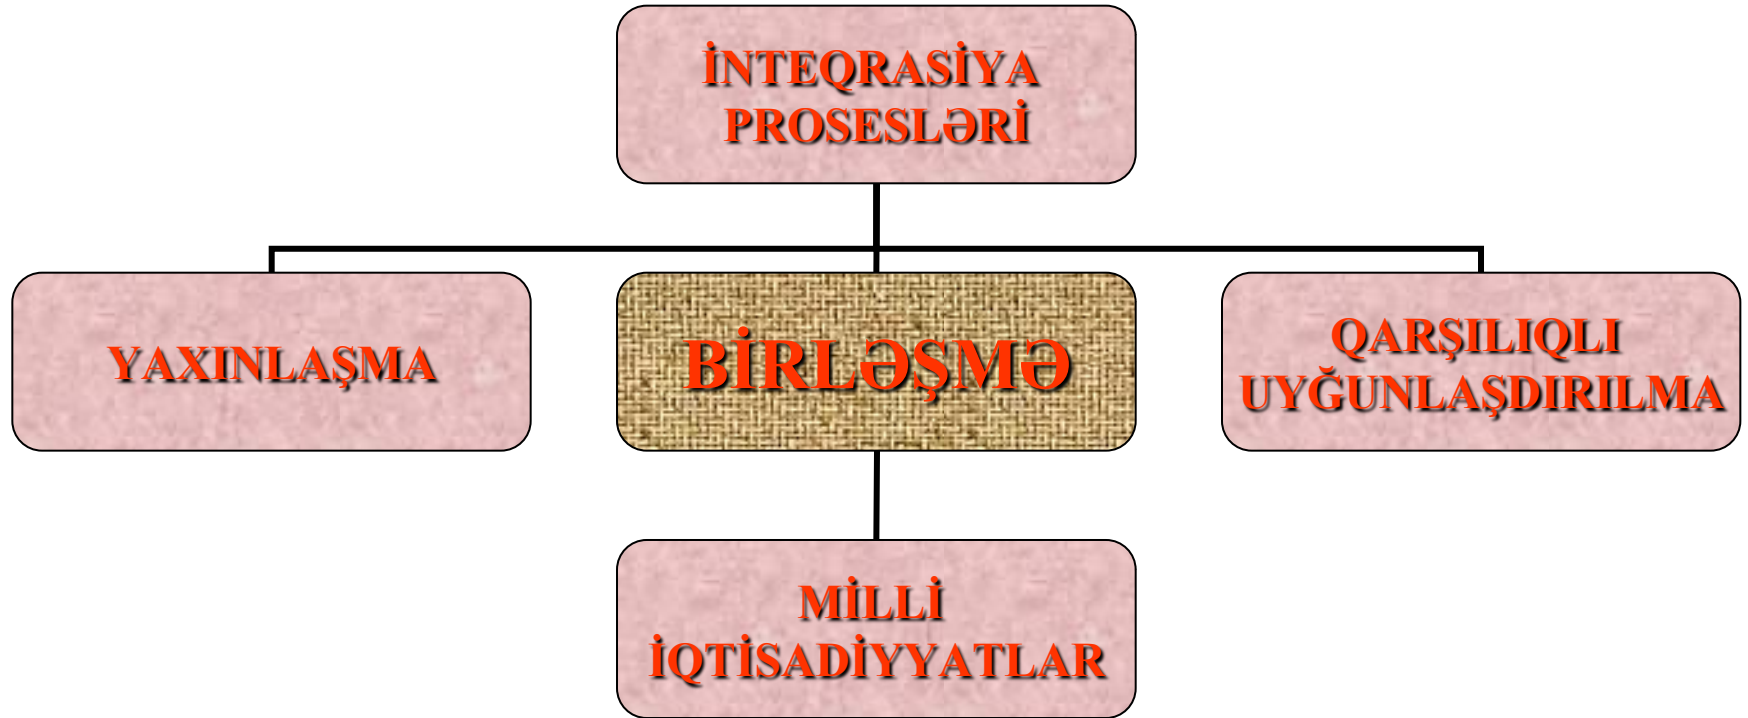 İNTEQRASİYA
PROSESLƏRİ
YAXINLAŞMA
BİRLƏŞMƏ
QARŞILIQLI
UYĞUNLAŞDIRILMA
MİLLİ
İQTİSADİYYATLAR